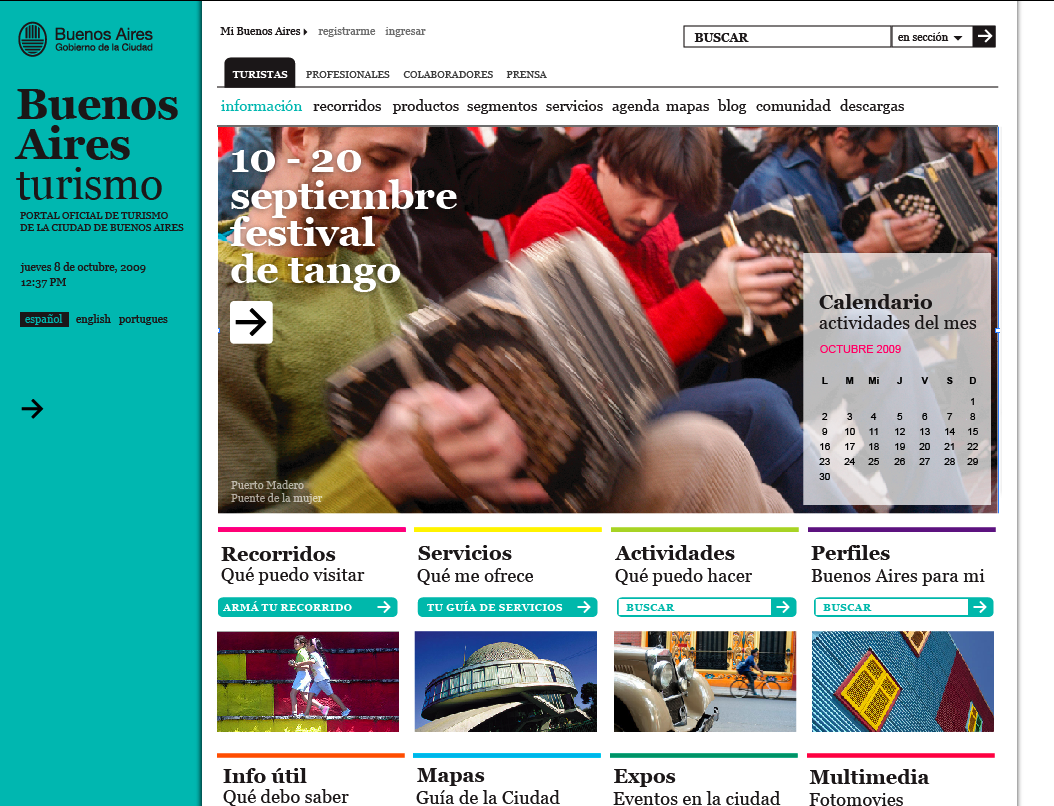 Buenos Aires
Gobierno de la Ciudad
Buenos
Aires
turismo
PORTAL OFICIAL DE TURISMO
DE LA CIUDAD DE BUENOS AIRES
jueves 8 de octubre, 2009
12:37 PM
español english portugues
Mi Buenos Aires registrarme ingresar
BUSCAR en sección
TURISTAS PROFESIONALES COLABORADORES PRENSA
información recorridos productos segmentos servicios agenda mapas blog comunidad descargas
10 - 20
septiembre
festival
de tango
Puerto Madero
Puente de la mujer
Calendario
actividades del mes
OCTUBRE 2009
L M Mi J V S D
1
2 3 4 5 6 7 8
9 10 11 12 13 14 15
16 17 18 19 20 21 22
23 24 25 26 27 28 29
30
Recorridos
Qué puedo visitar
ARMÁ TU RECORRIDO
Servicios
Qué me ofrece
TU GUÍA DE SERVICIOS
Actividades
Qué puedo hacer
BUSCAR
Perfiles
Buenos Aires para mi
BUSCAR
Info útil
Qué debo saber
Mapas
Guía de la Ciudad
Expos
Eventos en la ciudad
Multimedia
Fotomovies